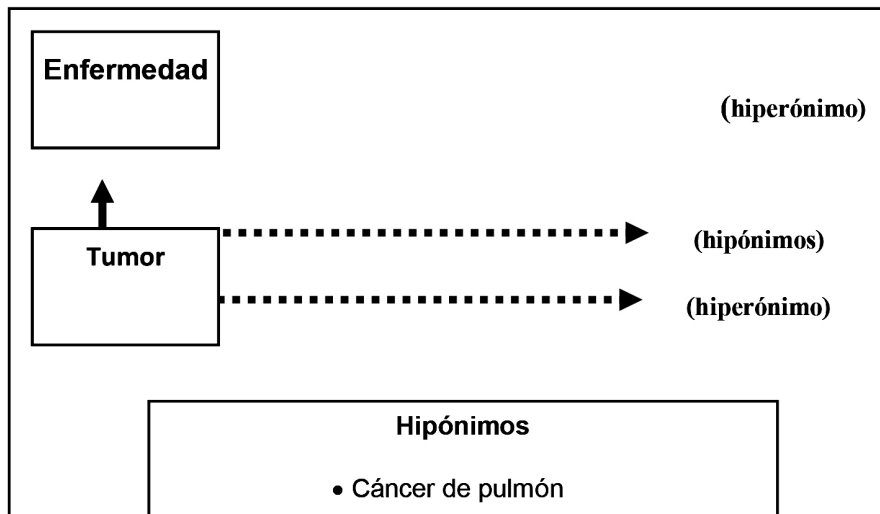 Enfermedad
(hiperónimo)
Tumor
(hipónimos)
(hiperónimo)
Hipónimos
• Cáncer de pulmón